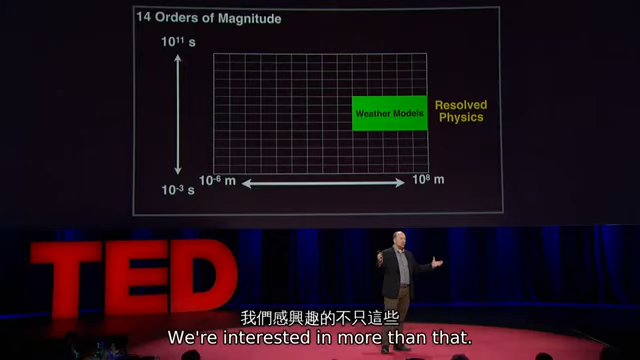 14 Orders of Magnitude
10¹¹ s
Weather Models
Resolved
Physics
10⁻³ s
10⁻⁶ m
10⁸ m
TED
我們感興趣的不只這些
We're interested in more than that.